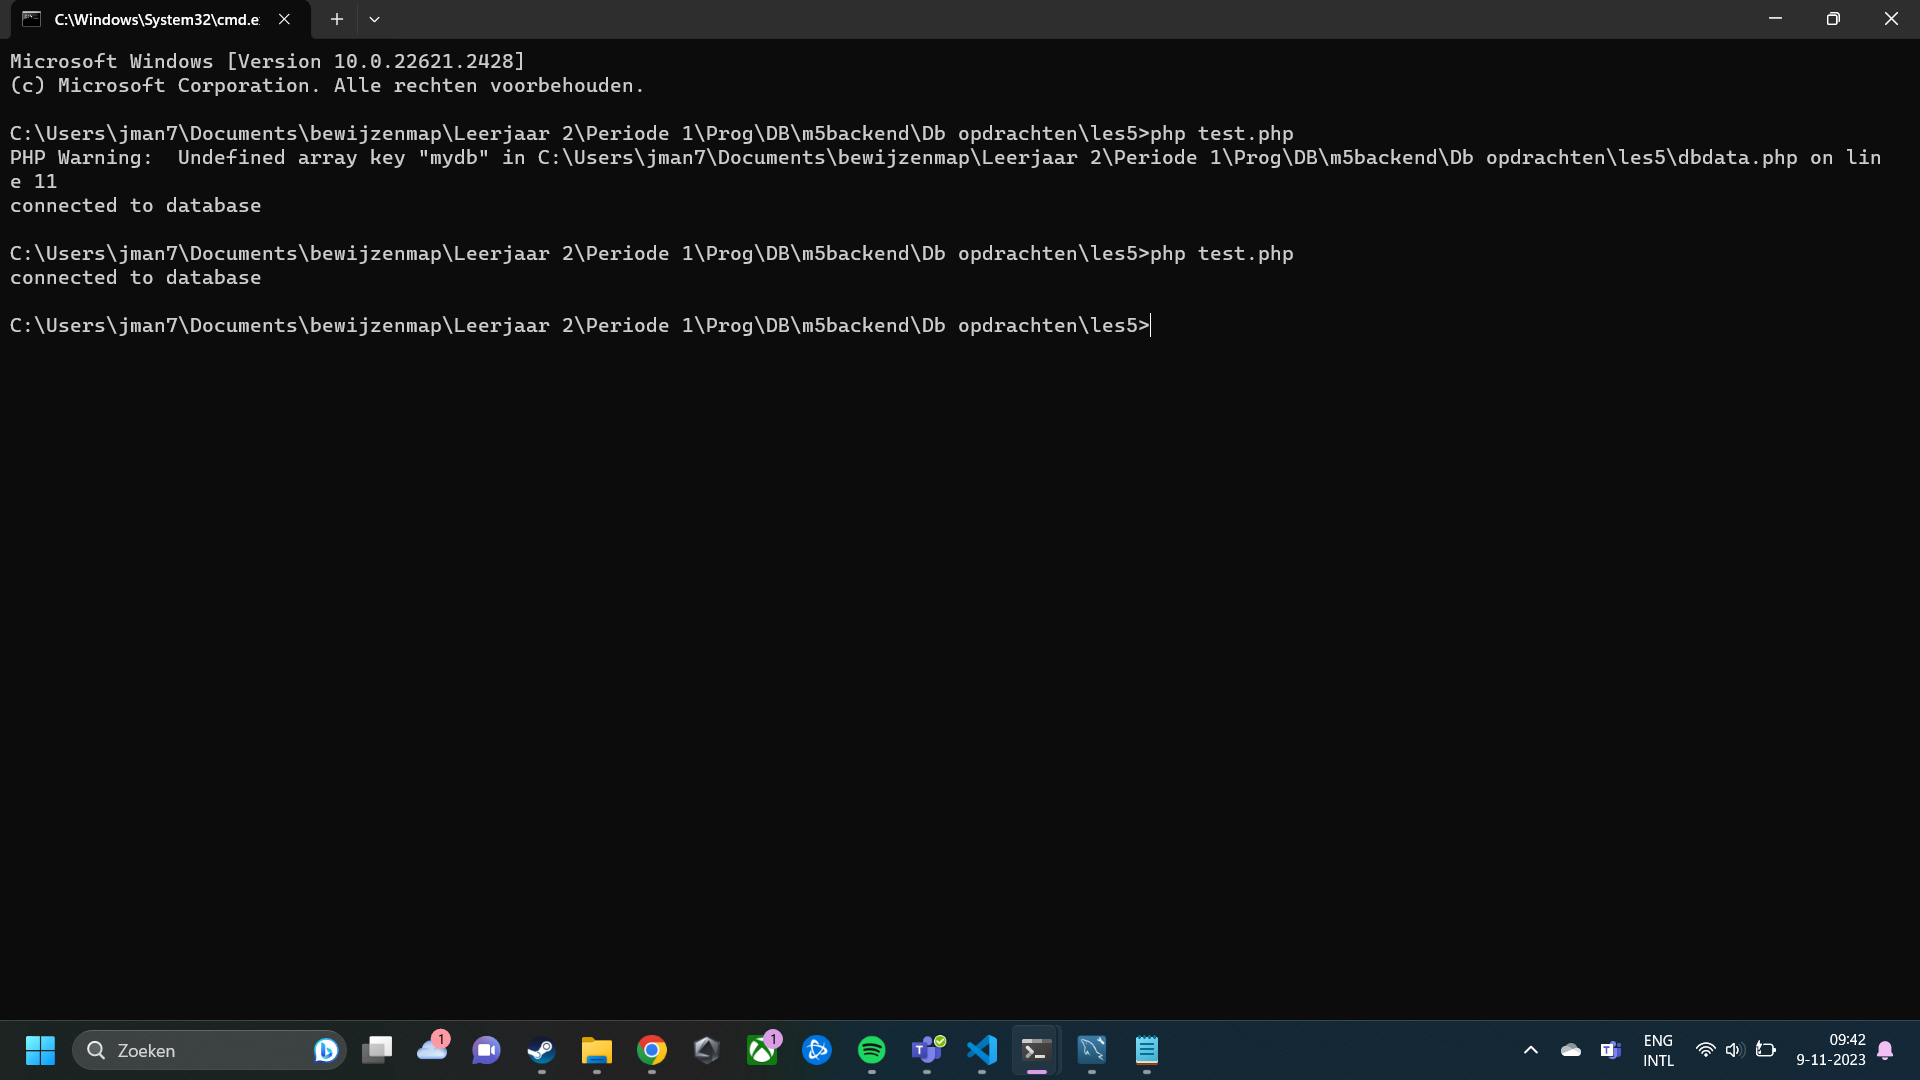 C:\Windows\System32\cmd.e
Microsoft Windows [Version 10.0.22621.2428]
(c) Microsoft Corporation. Alle rechten voorbehouden.
C:\Users\jman7\Documents\bewijzenmap\Leerjaar 2\Periode 1\Prog\DB\m5backend\Db opdrachten\les5>php test.php
PHP Warning:  Undefined array key "mydb" in C:\Users\jman7\Documents\bewijzenmap\Leerjaar 2\Periode 1\Prog\DB\m5backend\Db opdrachten\les5\dbdata.php on lin
e 11
connected to database
C:\Users\jman7\Documents\bewijzenmap\Leerjaar 2\Periode 1\Prog\DB\m5backend\Db opdrachten\les5>php test.php
connected to database
C:\Users\jman7\Documents\bewijzenmap\Leerjaar 2\Periode 1\Prog\DB\m5backend\Db opdrachten\les5>
Zoeken
1
1
ENG
INTL
09:42
9-11-2023